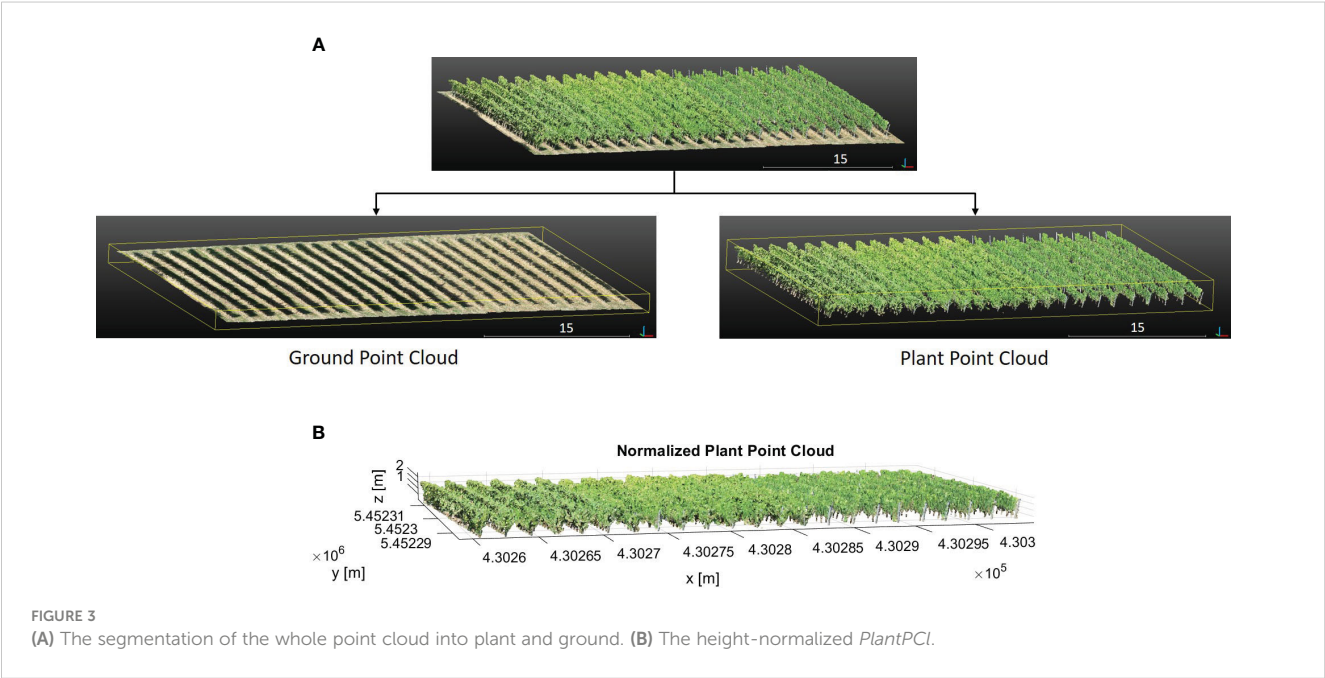 A
15
15
15
Ground Point Cloud
Plant Point Cloud
B
Normalized Plant Point Cloud
2
1
z [m]
5.45231
5.4523
5.45229
×10⁶
y [m]
4.3026
4.30265
4.3027
4.30275
4.3028
4.30285
4.3029
4.30295
4.303
x [m]
×10⁵
FIGURE 3
(A) The segmentation of the whole point cloud into plant and ground. (B) The height-normalized PlantPCl.